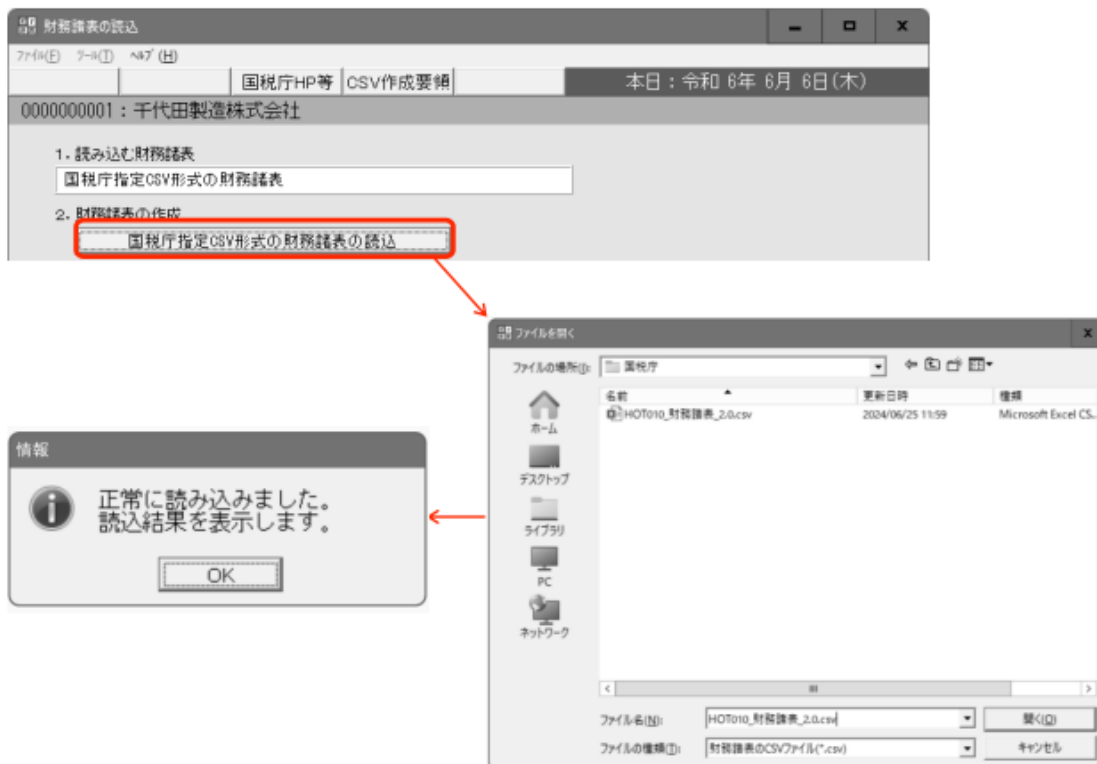 財務諸表の読込
ファイル(F) ツール(T) ヘルプ(H)
国税庁HP等 CSV作成要領 本日：令和 6年 6月 6日(木)
0000000001：千代田製造株式会社
1. 読み込む財務諸表
国税庁指定CSV形式の財務諸表
2. 財務諸表の作成
国税庁指定CSV形式の財務諸表の読込
ファイルを開く
ファイルの場所(I): 国税庁
名前 更新日時 種類
HOT010_財務諸表_2.0.csv 2024/06/25 11:59 Microsoft Excel CS...
ホーム
デスクトップ
ライブラリ
PC
ネットワーク
ファイル名(N): HOT010_財務諸表_2.0.csv 開く(O)
ファイルの種類(T): 財務諸表のCSVファイル(*.csv) キャンセル
情報
正常に読み込みました。
読込結果を表示します。
OK